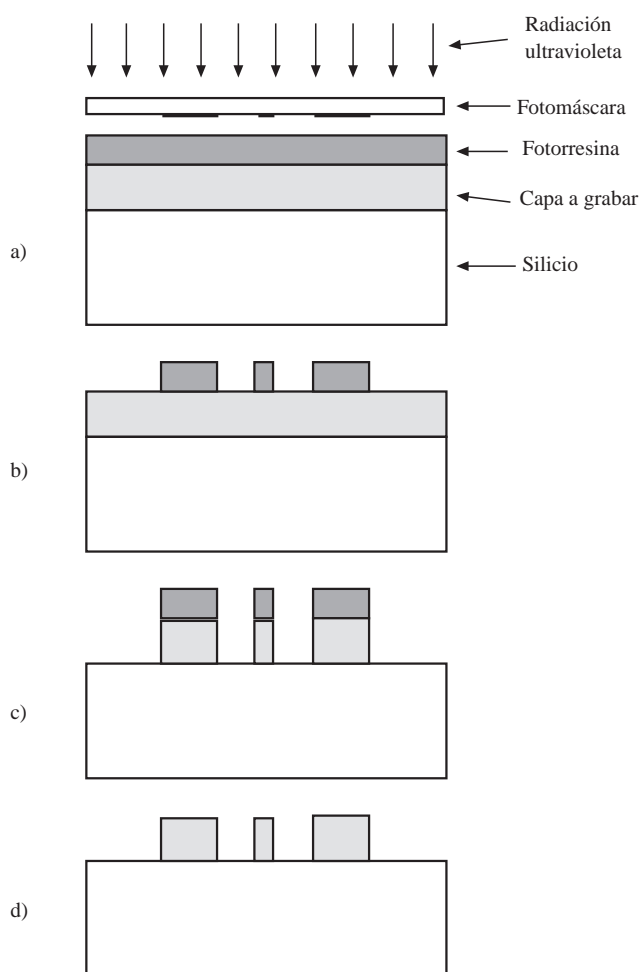 Radiación
ultravioleta
Fotomáscara
Fotorresina
Capa a grabar
a)
Silicio
b)
c)
d)